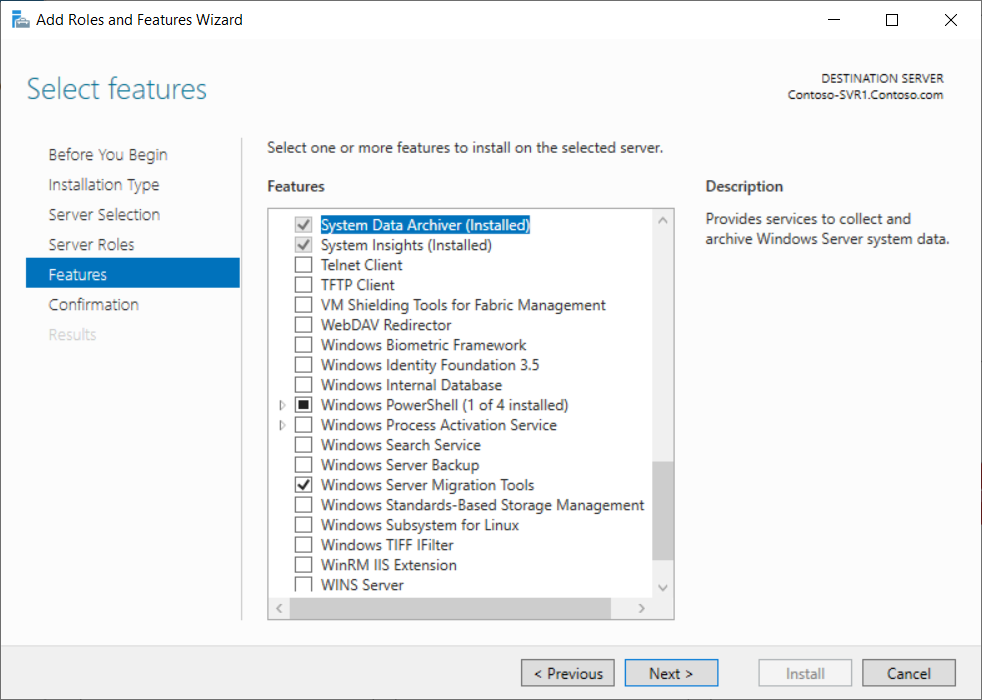 Add Roles and Features Wizard
Select features
DESTINATION SERVER
Contoso-SVR1.Contoso.com
Before You Begin
Installation Type
Server Selection
Server Roles
Features
Confirmation
Results
Select one or more features to install on the selected server.
Features
System Data Archiver (Installed)
System Insights (Installed)
Telnet Client
TFTP Client
VM Shielding Tools for Fabric Management
WebDAV Redirector
Windows Biometric Framework
Windows Identity Foundation 3.5
Windows Internal Database
Windows PowerShell (1 of 4 installed)
Windows Process Activation Service
Windows Search Service
Windows Server Backup
Windows Server Migration Tools
Windows Standards-Based Storage Management
Windows Subsystem for Linux
Windows TIFF IFilter
WinRM IIS Extension
WINS Server
Description
Provides services to collect and
archive Windows Server system data.
< Previous
Next >
Install
Cancel